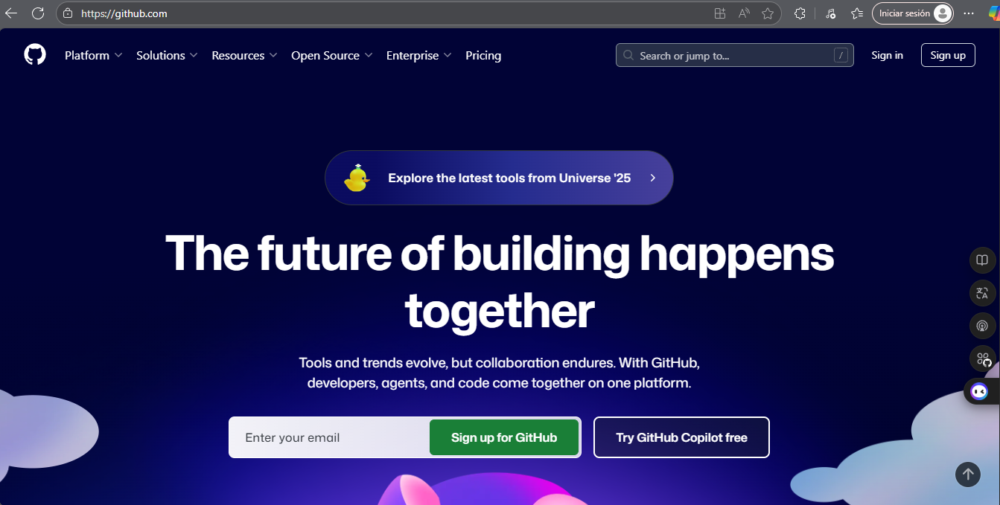 https://github.com
Iniciar sesión
Platform Solutions Resources Open Source Enterprise Pricing
Search or jump to...
/
Sign in
Sign up
Explore the latest tools from Universe '25
The future of building happens
together
Tools and trends evolve, but collaboration endures. With GitHub,
developers, agents, and code come together on one platform.
Enter your email
Sign up for GitHub
Try GitHub Copilot free